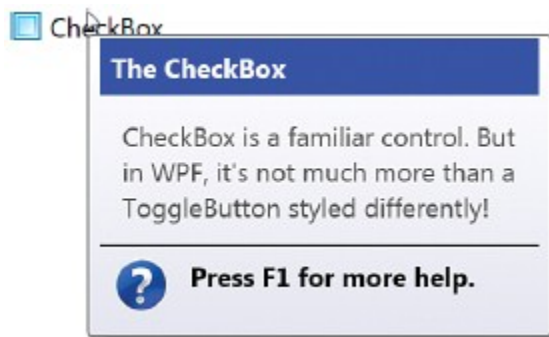 CheckBox
The CheckBox
CheckBox is a familiar control. But
in WPF, it's not much more than a
ToggleButton styled differently!
Press F1 for more help.